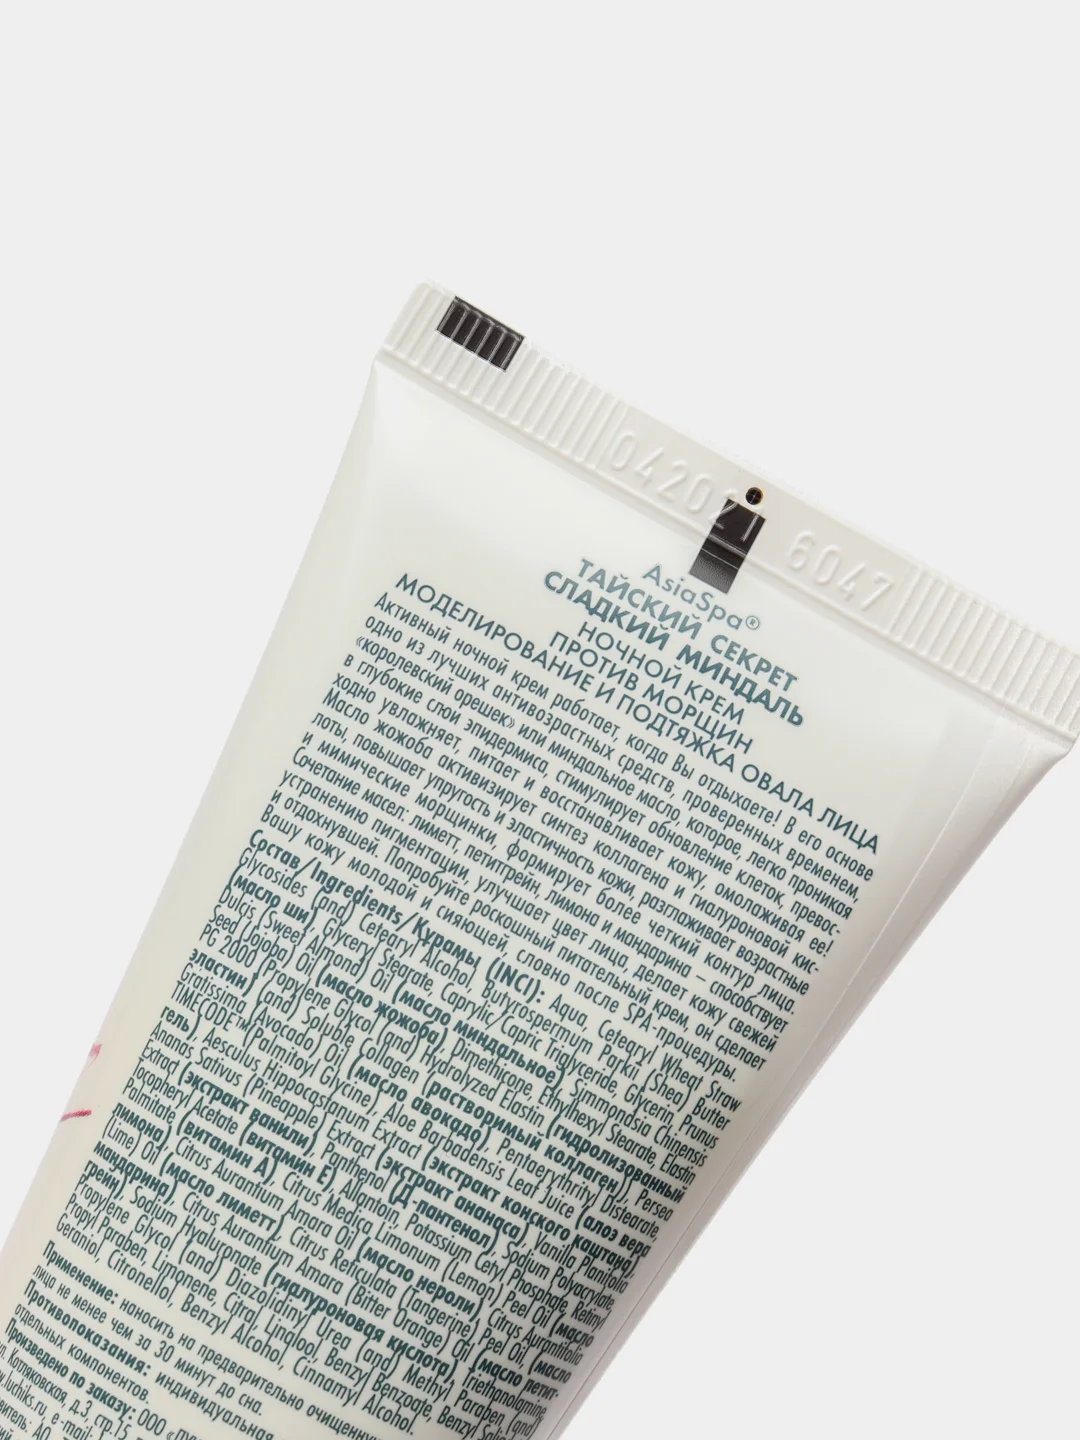 042021 6047
AsiaSpa®
ТАЙСКИЙ СЕКРЕТ
СЛАДКИЙ МИНДАЛЬ
НОЧНОЙ КРЕМ
ПРОТИВ МОРЩИН
МОДЕЛИРОВАНИЕ И ПОДТЯЖКА ОВАЛА ЛИЦА
Активный ночной крем работает, когда Вы отдыхаете! В его основе
одно из лучших антивозрастных средств, проверенных временем,
«королевский орешек» или миндальное масло, которое, легко проникая
в глубокие слои эпидермиса, стимулирует обновление клеток, превос-
ходно увлажняет, питает и восстанавливает кожу, омолаживая ее!
Масло жожоба активизирует синтез коллагена и гиалуроновой кис-
лоты, повышает упругость и эластичность кожи, разглаживает возрастные
и мимические морщинки, формирует более четкий контур лица.
Сочетание масел: лиметт, петитгрейн, лимона и мандарина – способствует
устранению пигментации, улучшает цвет лица, делает кожу свежей
и отдохнувшей. Попробуйте роскошный питательный крем, он сделает
Вашу кожу молодой и сияющей, словно после SPA-процедуры.
Состав/Ingredients/Құрамы (INCI): Aqua, Cetearyl Wheat Straw
Glycosides (and) Cetearyl Alcohol, Butyrospermum Parkii (Shea) Butter
(масло ши), Glyceryl Stearate, Caprylic/Capric Triglyceride, Glycerin, Prunus
Dulcis (Sweet Almond) Oil (масло миндальное), Simmondsia Chinensis
Seed (Jojoba) Oil (масло жожоба), Dimethicone, Ethylhexyl Stearate, Elastin
PG 2000 (Propylene Glycol (and) Hydrolyzed Elastin (гидролизованный
эластин) (and) Soluble Collagen (растворимый коллаген)), Persea
Gratissima (Avocado) Oil (масло авокадо), Pentaerythrityl Distearate,
TIMECODE™(Palmitoyl Glycine), Aloe Barbadensis Leaf Juice (алоэ вера
гель), Aesculus Hippocasanum Extract (экстракт конского каштана),
Ananas Sativus (Pineapple) Extract (экстракт ананаса), Vanilla Planifolia
Extract (экстракт ванили), Panthenol (Д-пантенол), Sodium Polyacrylate,
Tocopheryl Acetate (витамин Е), Allantoin, Potassium Cetyl Phosphate, Retinyl
Palmitate (витамин А), Citrus Medica Limonum (Lemon) Peel Oil (масло
лимона), Citrus Aurantium Amara Oil (масло нероли), Citrus Aurantifolia
(Lime) Oil (масло лиметт), Citrus Reticulata (Tangerine) Peel Oil, (масло
мандарина), Citrus Aurantium Amara (Bitter Orange) Oil (масло петит-
грейн), Sodium Hyaluronate (гиалуроновая кислота), Triethanolamine,
Propylene Glycol (and) Diazolidinyl Urea (and) Methyl Paraben (and)
Propyl Paraben, Limonene, Citral, Linalool, Benzyl Benzoate, Benzyl
Geraniol, Citronellol, Benzyl Alcohol, Cinnamyl Alcohol.
Применение: наносить на предварительно очищенную
лица не менее чем за 30 минут до сна.
Противопоказания: индивидуальная
отдельных компонентов.
Произведено по заказу: ООО
ул. Котляковская, д.3, стр.15
.luchiks.ru, e-mail: